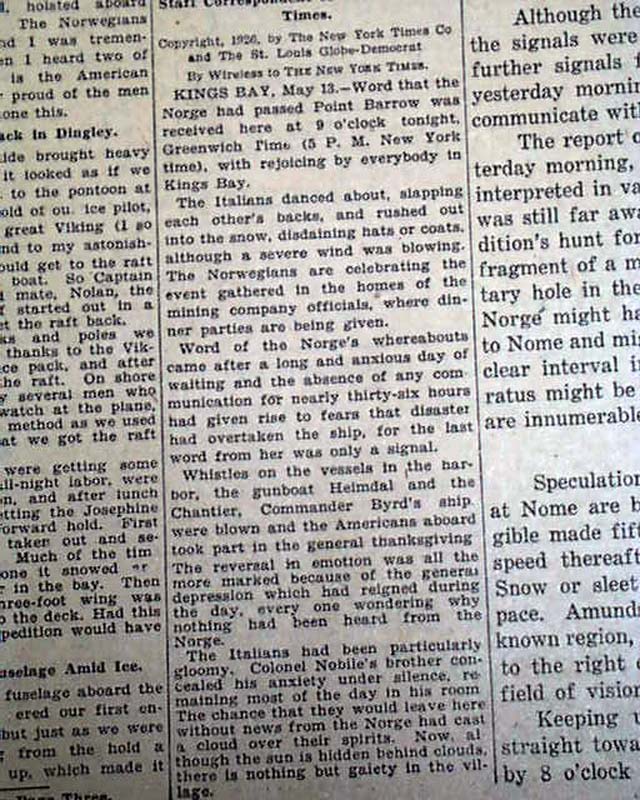 hoisted aboard
The Norwegians
nd I was tremen-
en I heard two of
is the American
proud of the men
one this.
ack in Dingley.
ide brought heavy
it looked as if we
to the pontoon at
old of ou. ice pilot,
great Viking (I so
nd to my astonish-
ould get to the raft
boat. So Captain
mate, Nolan, the
started out in a
et the raft back.
ks and poles we
thanks to the Vik-
ce pack, and after
he raft. On shore
y several men who
watch at the plane,
method as we used
at we got the raft
were getting some
ll-night labor, were
n, and after lunch
etting the Josephine
forward hold. First
taken out and se-
Much of the tim
one it snowed
r in the bay. Then
hree-foot wing was
o the deck. Had this
pedition would have
uselage Amid Ice.
fuselage aboard the
ered our first en-
but just as we were
g from the hold a
up, which made it
Page Three.
Staff Correspondent
Times.
Copyright, 1926, by The New York Times Co
and The St. Louis Globe-Democrat
By Wireless to THE NEW YORK TIMES.
KINGS BAY, May 13.—Word that the
Norge had passed Point Barrow was
received here at 9 o'clock tonight,
Greenwich Time (5 P. M. New York
time), with rejoicing by everybody in
Kings Bay.
The Italians danced about, slapping
each other's backs, and rushed out
into the snow, disdaining hats or coats,
although a severe wind was blowing.
The Norwegians are celebrating the
event gathered in the homes of the
mining company officials, where din-
ner parties are being given.
Word of the Norge's whereabouts
came after a long and anxious day of
waiting and the absence of any com-
munication for nearly thirty-six hours
had given rise to fears that disaster
had overtaken the ship, for the last
word from her was only a signal.
Whistles on the vessels in the har-
bor, the gunboat Heimdal and the
Chantier, Commander Byrd's ship
were blown and the Americans aboard
took part in the general thanksgiving
The reversal in emotion was all the
more marked because of the general
depression which had reigned during
the day, every one wondering why
nothing had been heard from the
Norge.
The Italians had been particularly
gloomy. Colonel Nobile's brother con-
cealed his anxiety under silence, re-
maining most of the day in his room
The chance that they would leave here
without news from the Norge had cast
a cloud over their spirits. Now, al
though the sun is hidden behind clouds,
there is nothing but gaiety in the vil-
lage.
Although the
the signals were
further signals f
yesterday mornin
communicate wit
The report o
terday morning,
interpreted in va
was still far awa
dition's hunt for
fragment of a m
tary hole in the
Norge might ha
to Nome and mi
clear interval i
ratus might be
are innumerable
Speculation
at Nome are b
gible made fift
speed thereaft
Snow or sleet
pace. Amund
known region,
to the right o
field of vision
Keeping u
straight towa
by 8 o'clock